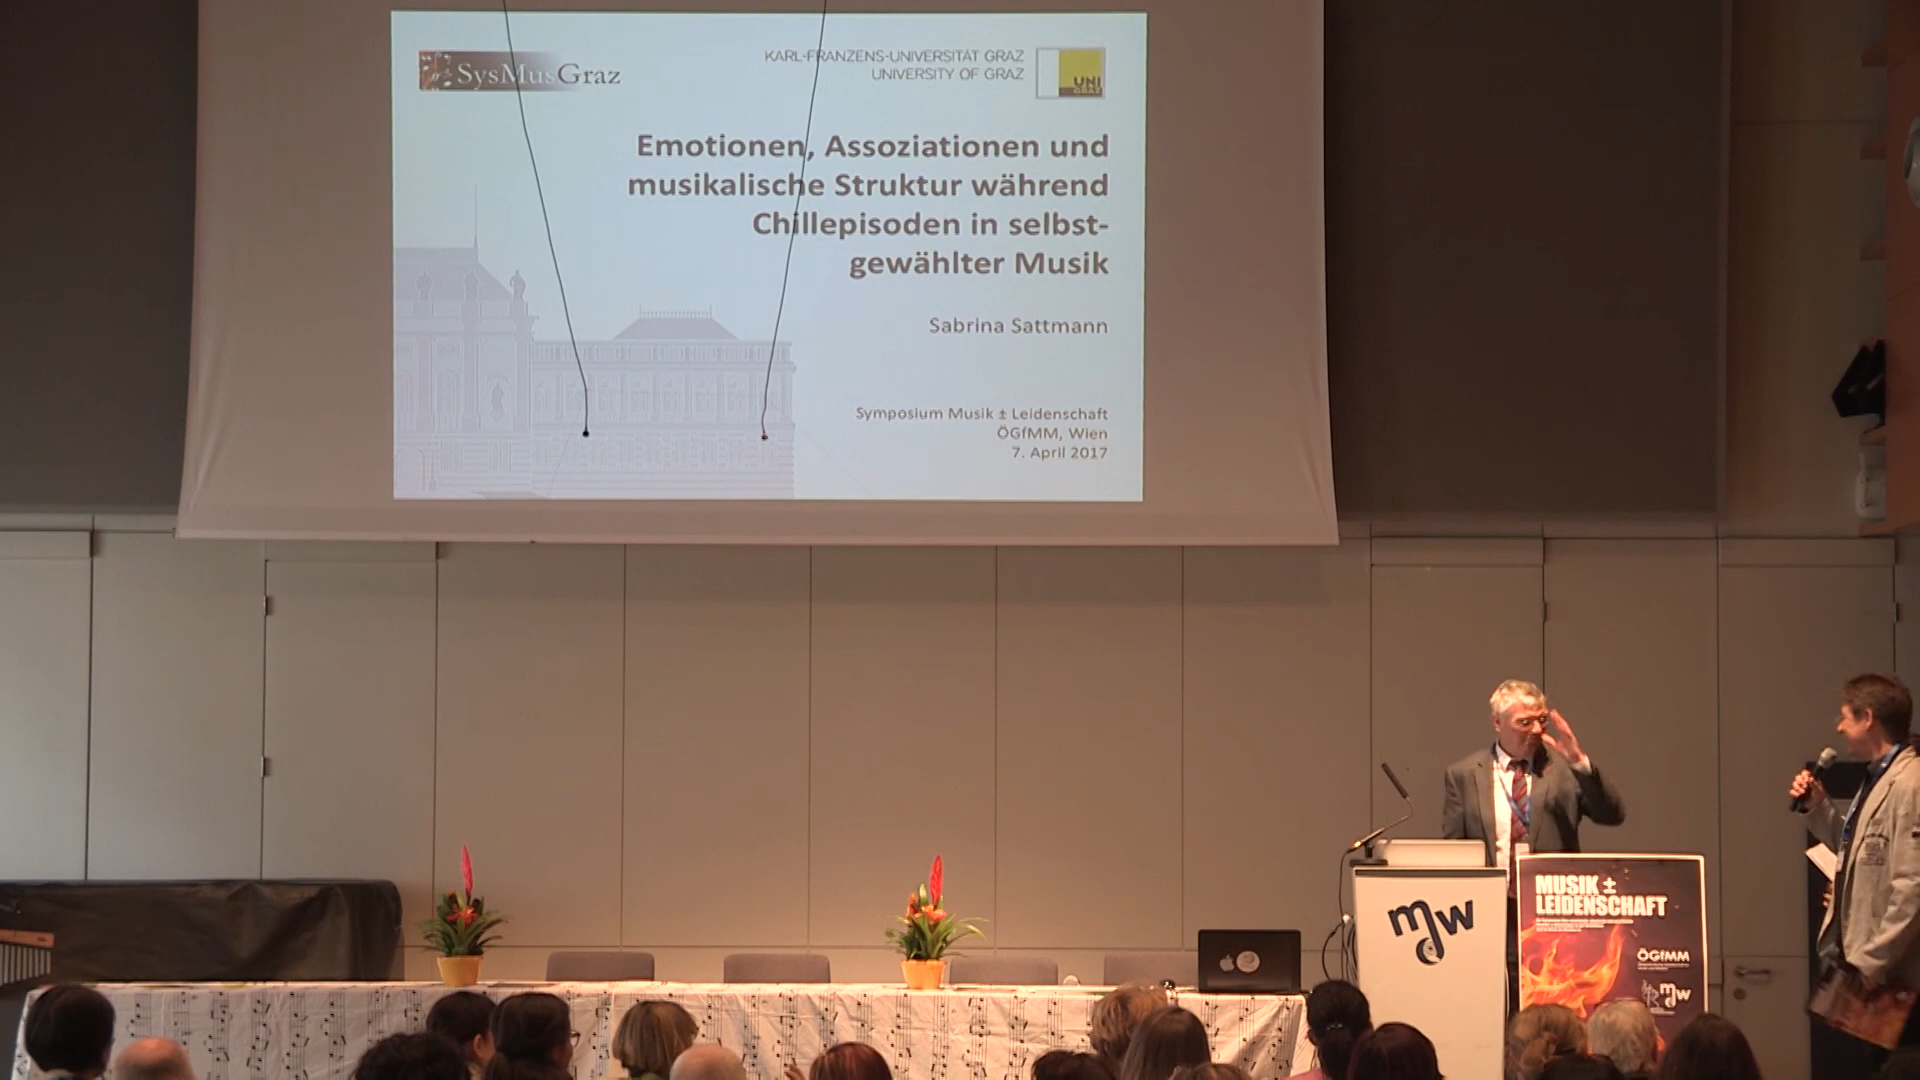 SysMusGraz
KARL-FRANZENS-UNIVERSITÄT GRAZ
UNIVERSITY OF GRAZ
UNI
GRAZ
Emotionen, Assoziationen und
musikalische Struktur während
Chillepisoden in selbst-
gewählter Musik
Sabrina Sattmann
Symposium Musik ± Leidenschaft
ÖGfMM, Wien
7. April 2017
mdw
MUSIK ±
LEIDENSCHAFT
ÖGfMM
mdw